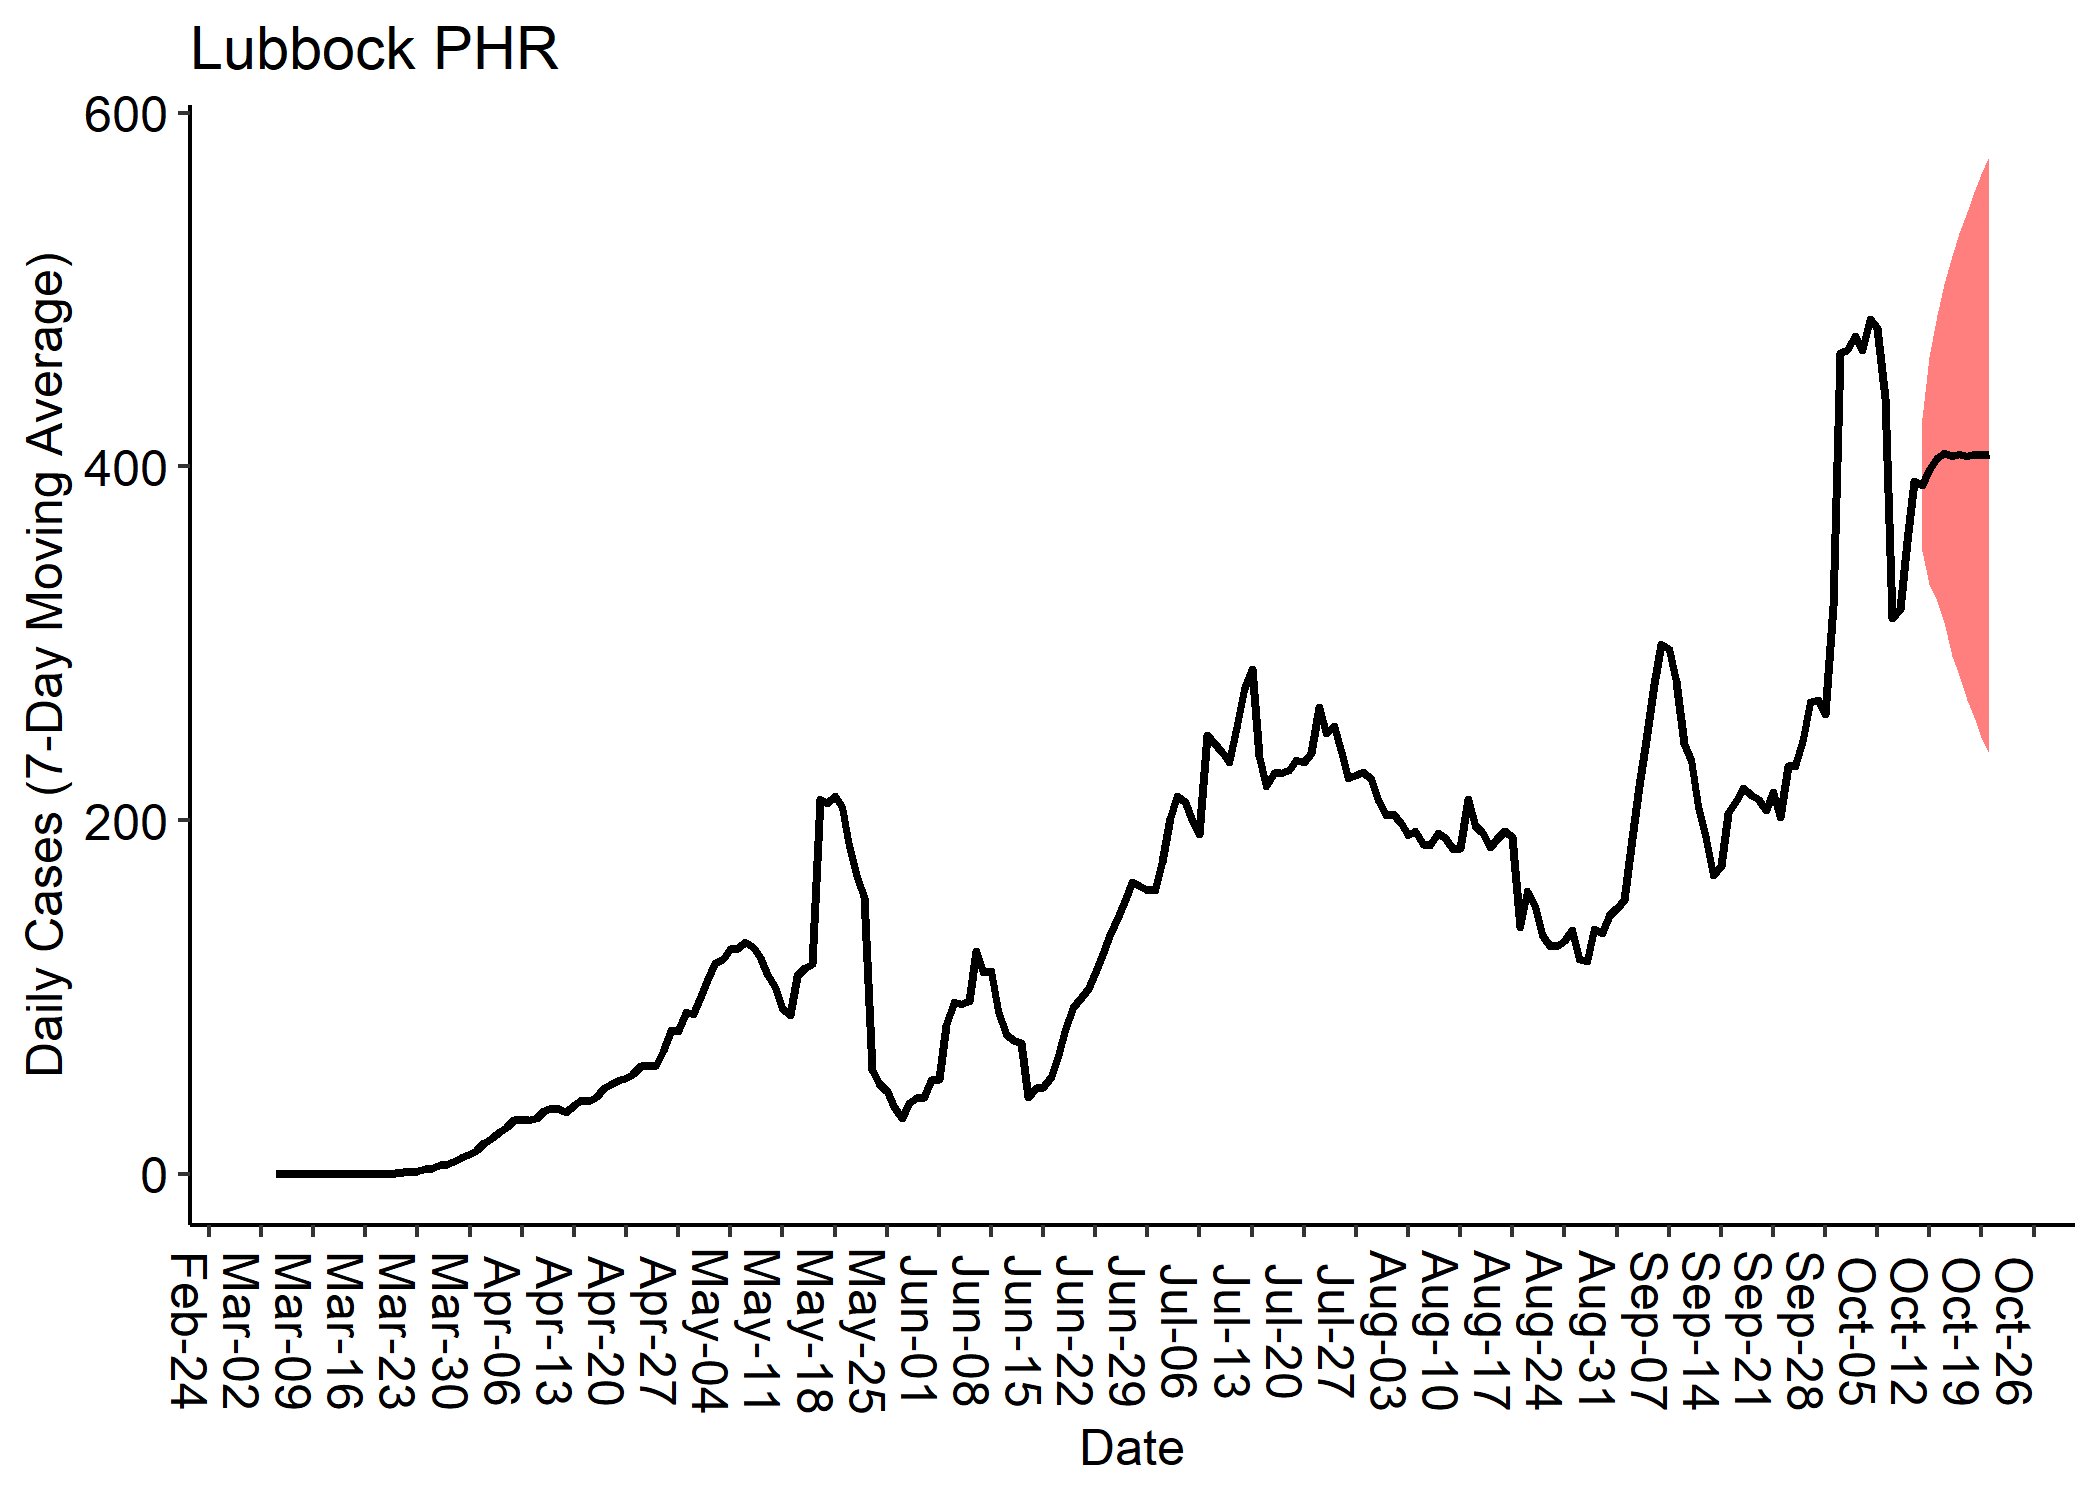 Lubbock PHR
Daily Cases (7-Day Moving Average)
600
400
200
0
Feb-24
Mar-02
Mar-09
Mar-16
Mar-23
Mar-30
Apr-06
Apr-13
Apr-20
Apr-27
May-04
May-11
May-18
May-25
Jun-01
Jun-08
Jun-15
Jun-22
Jun-29
Jul-06
Jul-13
Jul-20
Jul-27
Aug-03
Aug-10
Aug-17
Aug-24
Aug-31
Sep-07
Sep-14
Sep-21
Sep-28
Oct-05
Oct-12
Oct-19
Oct-26
Date